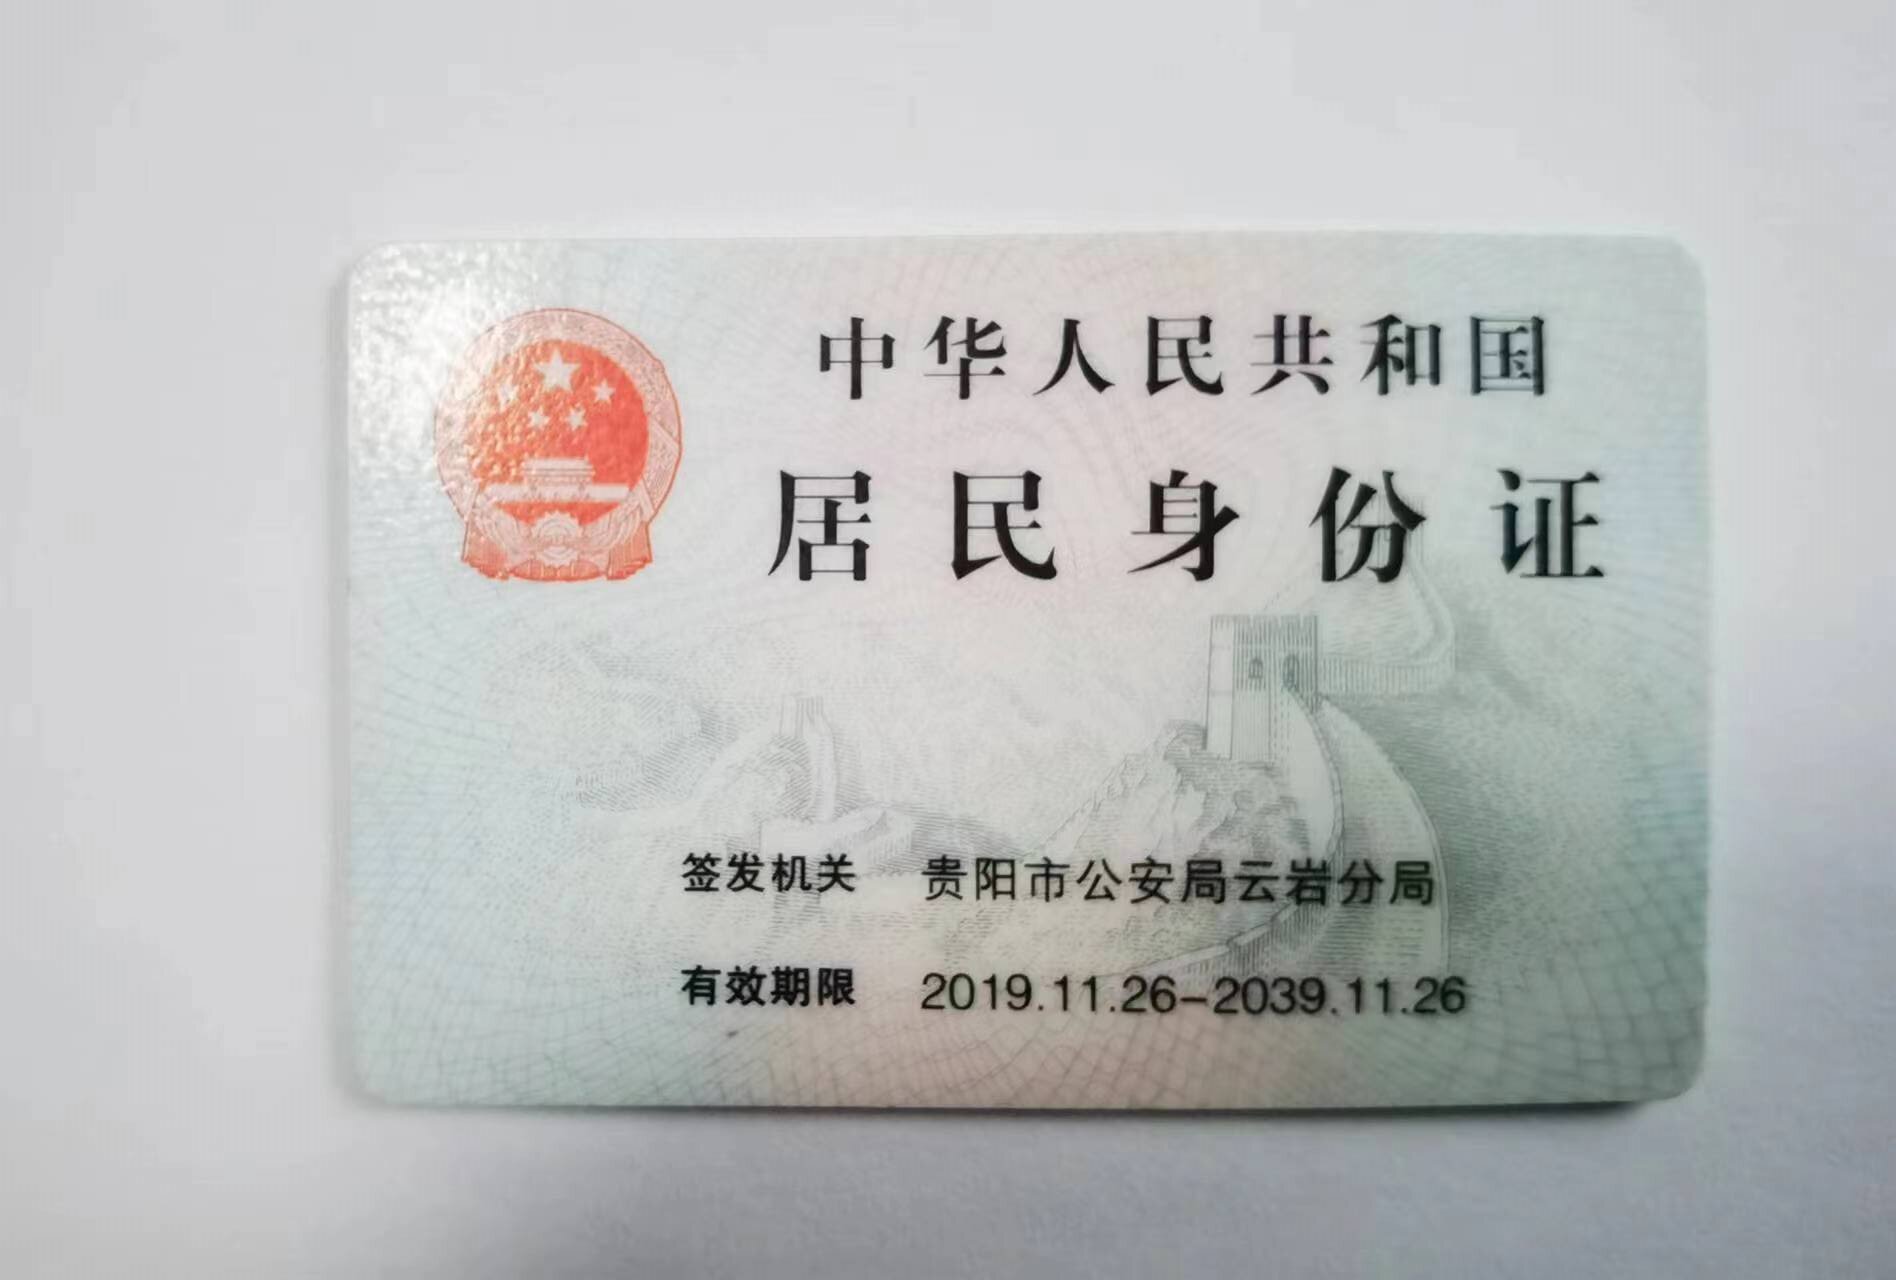 中华人民共和国
居民身份证
签发机关 贵阳市公安局云岩分局
有效期限 2019.11.26-2039.11.26